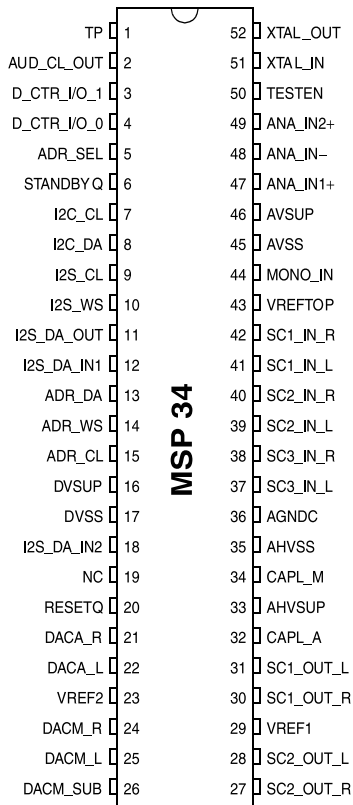 TP 1 52 XTAL_OUT
AUD_CL_OUT 2 51 XTAL_IN
D_CTR_I/O_1 3 50 TESTEN
D_CTR_I/O_0 4 49 ANA_IN2+
ADR_SEL 5 48 ANA_IN−
STANDBYQ 6 47 ANA_IN1+
I2C_CL 7 46 AVSUP
I2C_DA 8 45 AVSS
I2S_CL 9 44 MONO_IN
I2S_WS 10 43 VREFTOP
I2S_DA_OUT 11 42 SC1_IN_R
I2S_DA_IN1 12 41 SC1_IN_L
ADR_DA 13 40 SC2_IN_R
ADR_WS 14 39 SC2_IN_L
ADR_CL 15 38 SC3_IN_R
DVSUP 16 37 SC3_IN_L
DVSS 17 36 AGNDC
I2S_DA_IN2 18 35 AHVSS
NC 19 34 CAPL_M
RESETQ 20 33 AHVSUP
DACA_R 21 32 CAPL_A
DACA_L 22 31 SC1_OUT_L
VREF2 23 30 SC1_OUT_R
DACM_R 24 29 VREF1
DACM_L 25 28 SC2_OUT_L
DACM_SUB 26 27 SC2_OUT_R
MSP 34